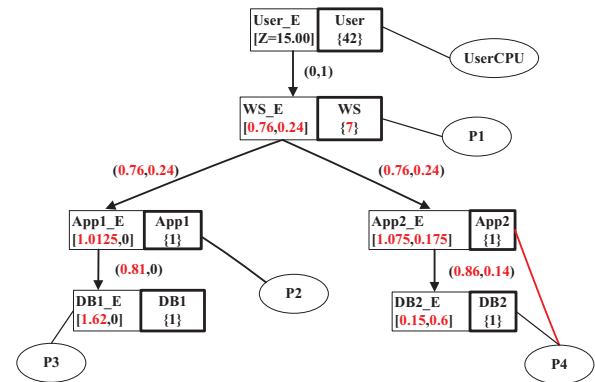 User_E User
[Z=15.00] {42}
UserCPU
(0,1)
WS_E WS
[0.76,0.24] {7}
P1
(0.76,0.24) (0.76,0.24)
App1_E App1
[1.0125,0] {1}
App2_E App2
[1.075,0.175] {1}
(0.81,0)
(0.86,0.14)
P2
DB1_E DB1
[1.62,0] {1}
DB2_E DB2
[0.15,0.6] {1}
P3
P4